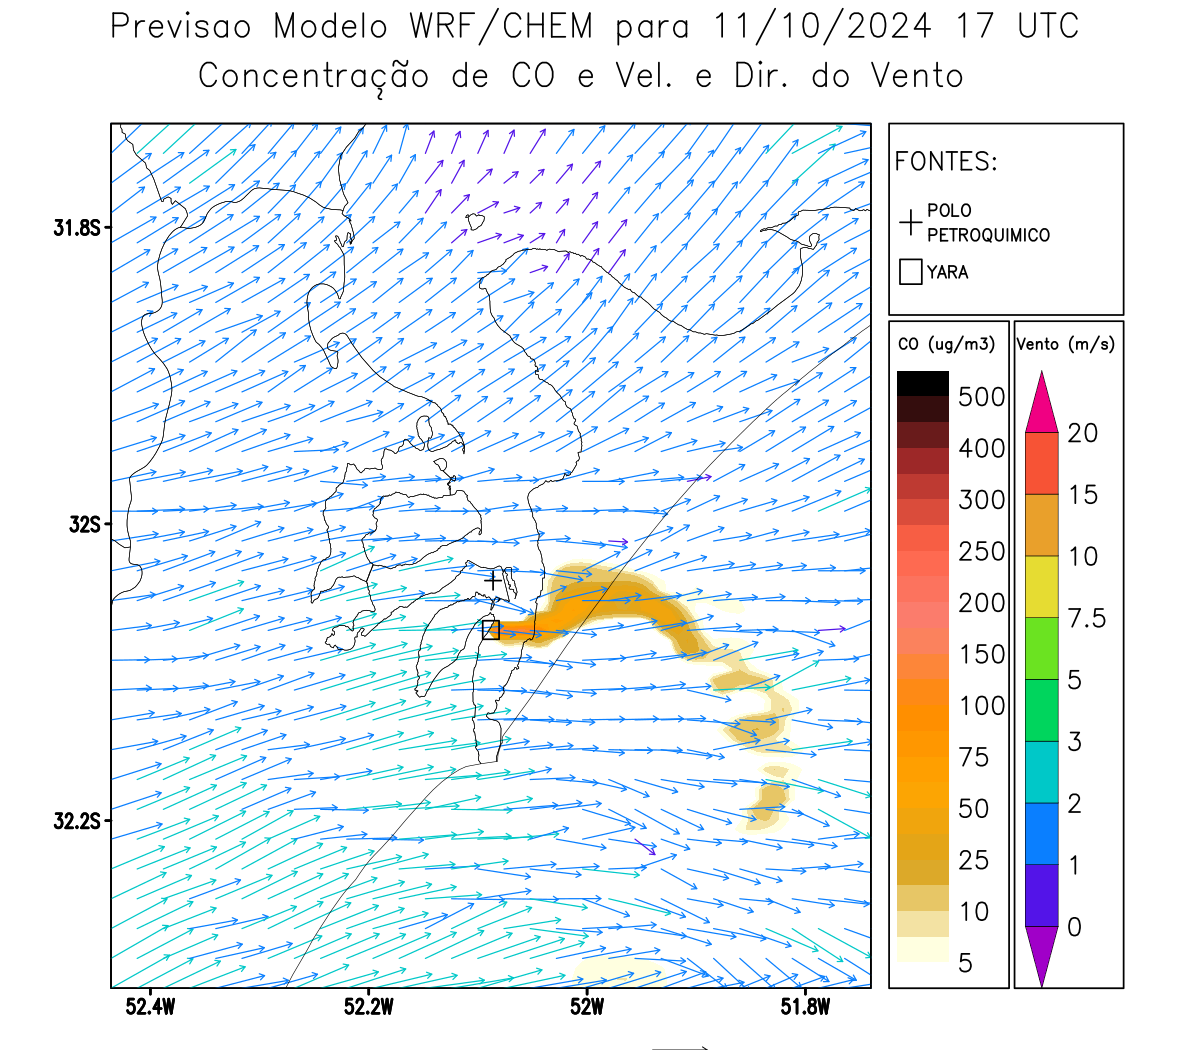 Previsao Modelo WRF/CHEM para 11/10/2024 17 UTC
Concentração de CO e Vel. e Dir. do Vento
FONTES:
POLO
PETROQUIMICO
YARA
CO (ug/m3)
500
400
300
250
200
150
100
75
50
25
10
5
Vento (m/s)
20
15
10
7.5
5
3
2
1
0
31.8S
32S
32.2S
52.4W
52.2W
52W
51.8W